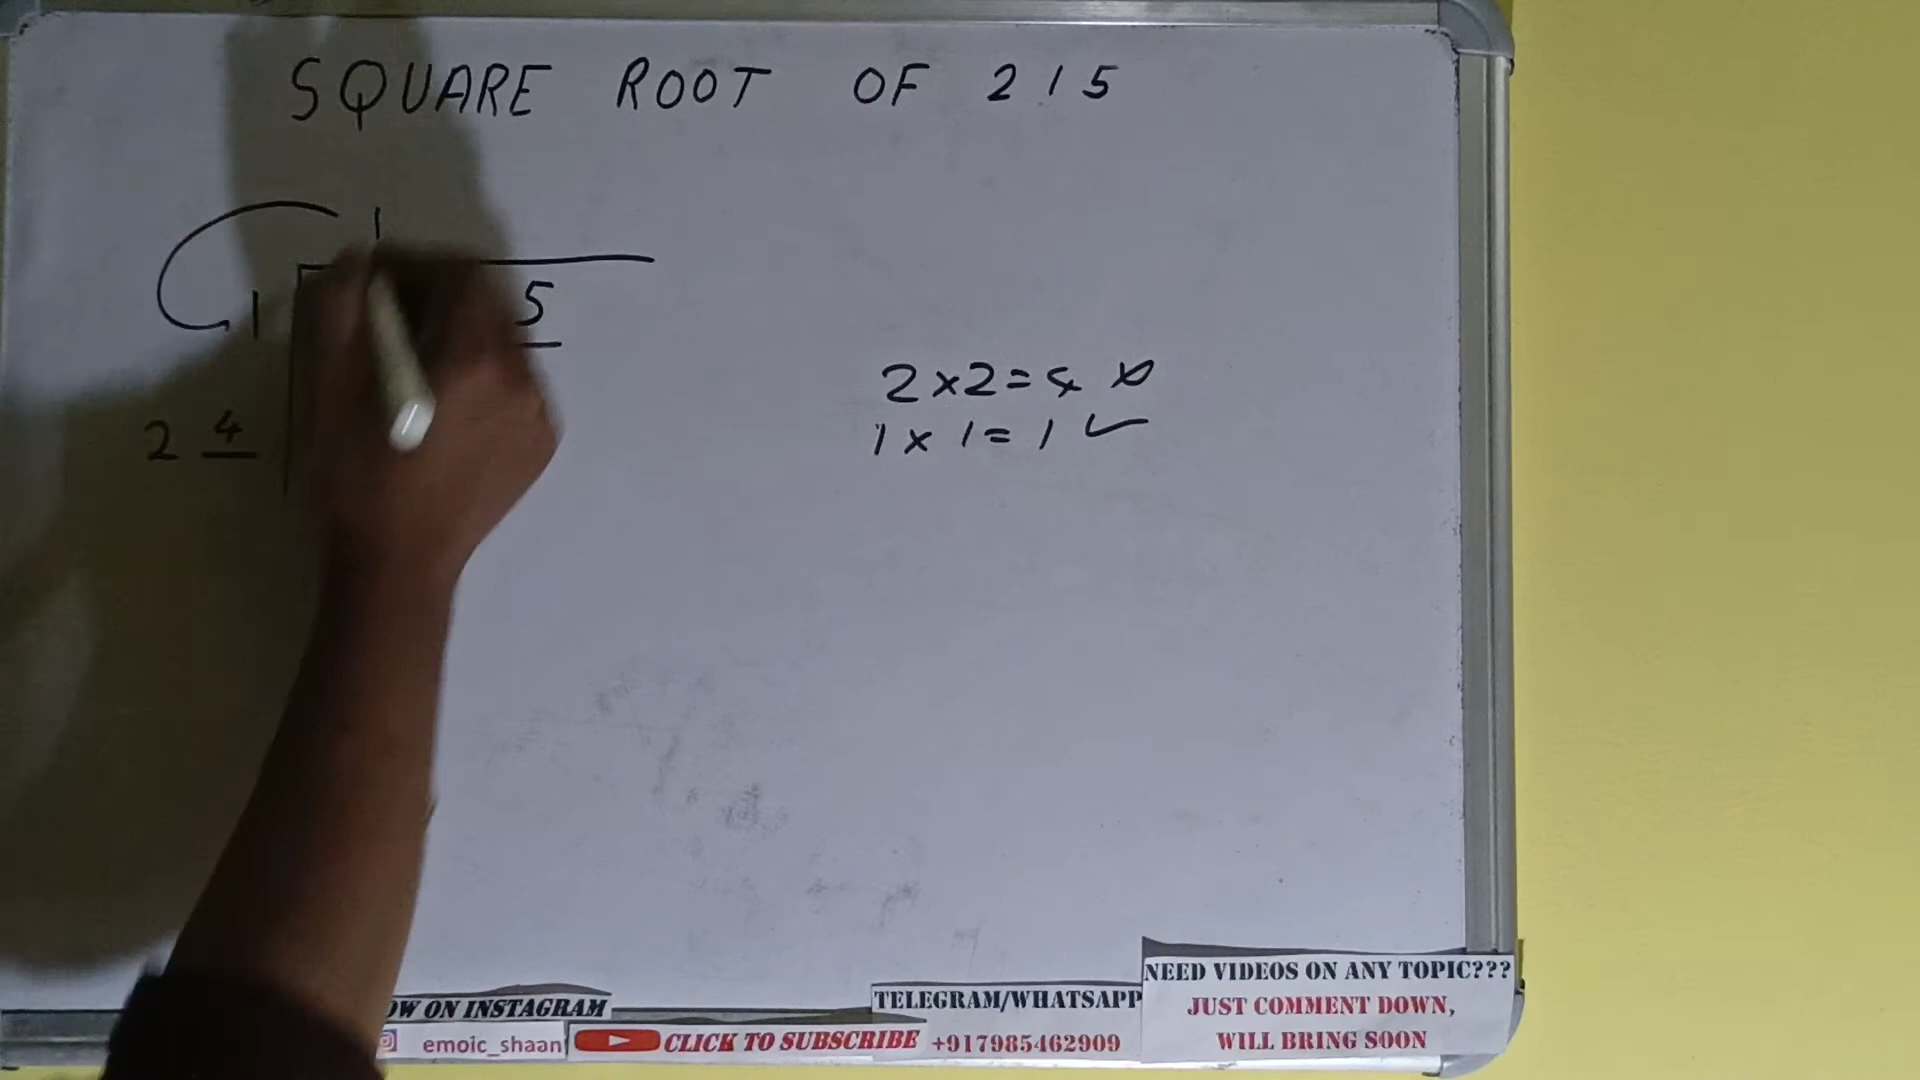 SQUARE ROOT OF 215
1
1 5
2 4
2×2=4 ×
1×1=1 ✓
OW ON INSTAGRAM
emoic_shaan
CLICK TO SUBSCRIBE
TELEGRAM/WHATSAPP
+917985462909
NEED VIDEOS ON ANY TOPIC???
JUST COMMENT DOWN,
WILL BRING SOON